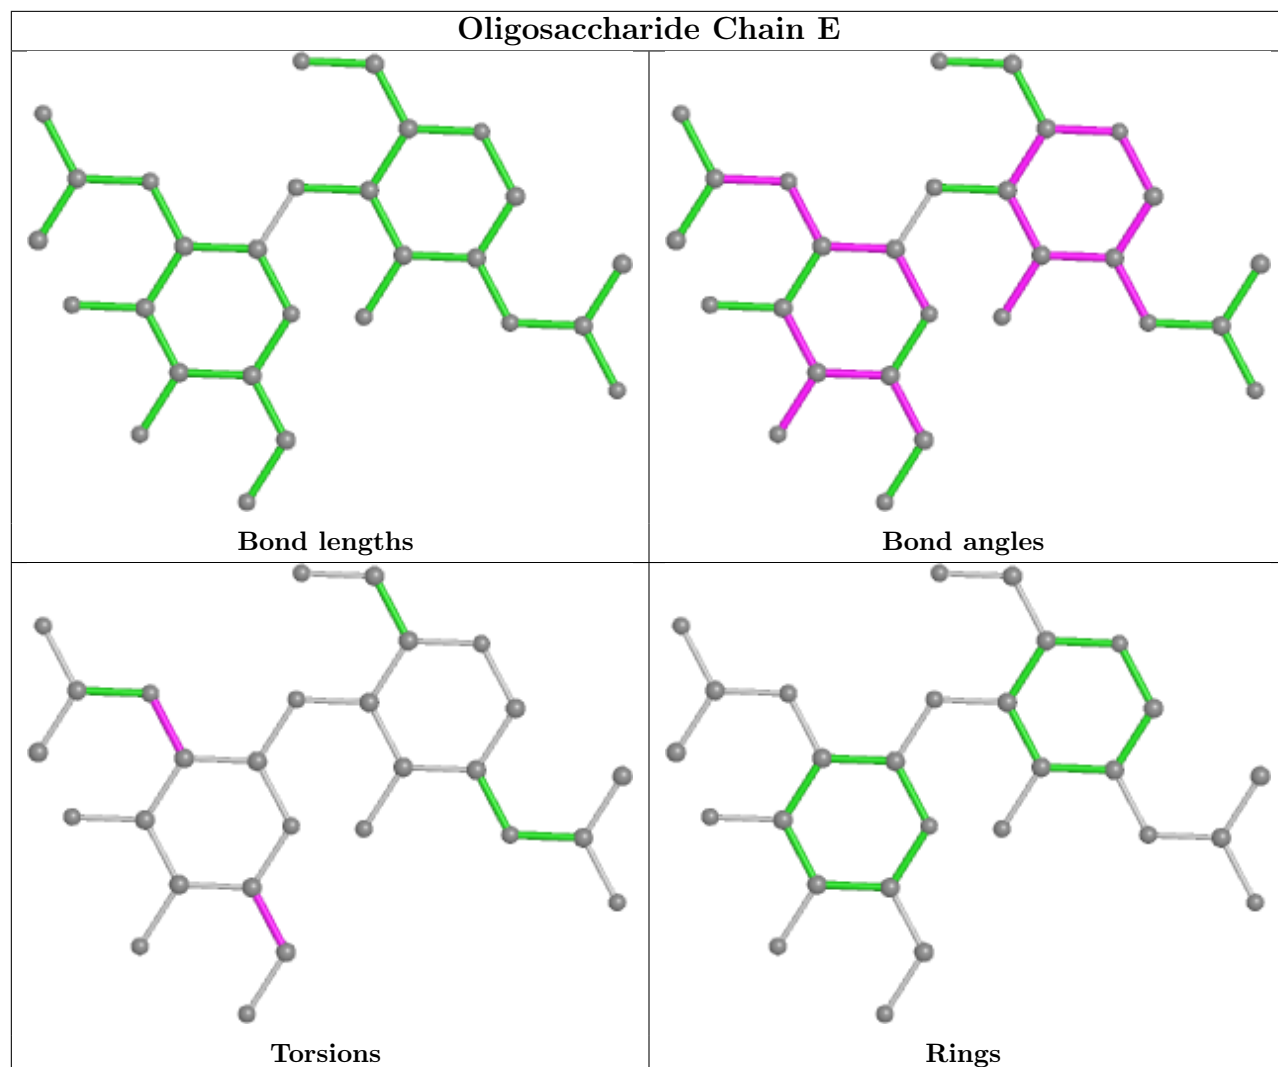 Oligosaccharide Chain E
Bond lengths
Bond angles
Torsions
Rings